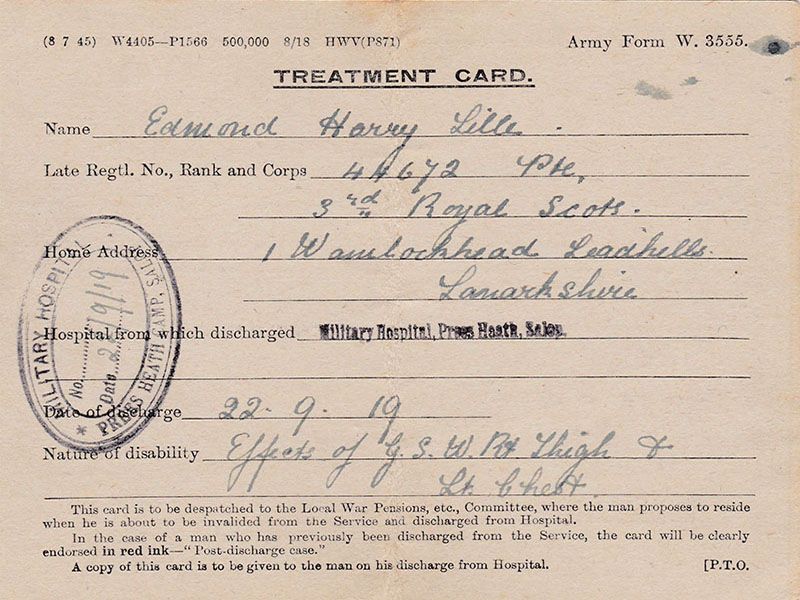 (8 7 45) W4405—P1566 500,000 8/18 HWV(P871) Army Form W. 3555.
TREATMENT CARD.
Name Edmond Harry Lille.
Late Regtl. No., Rank and Corps 44672 Pte,
3rd Royal Scots.
Home Address 1 Wamlockhead Leadhells.
Lanarkshire
Hospital from which discharged Military Hospital, Prees Heath, Salop.
Date of discharge 22. 9. 19
Nature of disability Effects of G.S.W. Rt Thigh &
Lt. Chest.
This card is to be despatched to the Local War Pensions, etc., Committee, where the man proposes to reside
when he is about to be invalided from the Service and discharged from Hospital.
In the case of a man who has previously been discharged from the Service, the card will be clearly
endorsed in red ink—“Post-discharge case.”
A copy of this card is to be given to the man on his discharge from Hospital. [P.T.O.
MILITARY HOSPITAL
PREES HEATH CAMP, SALOP
No.
Date 9/19